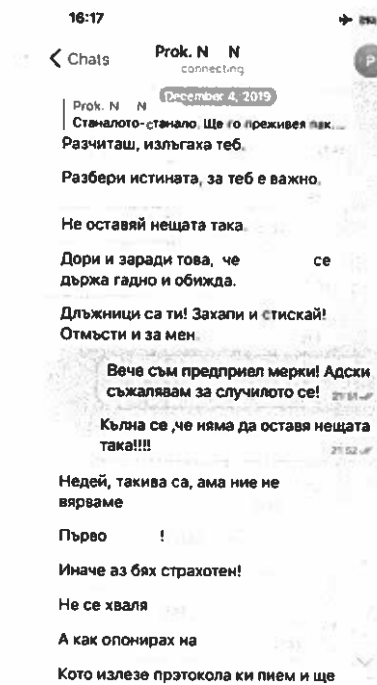 16:17
Chats
Prok. N N
connecting
P
December 4, 2019
Prok. N N
Станалото-станало. Ще го преживея пак...
Разчиташ, излъгаха теб.
Разбери истината, за теб е важно.
Не оставяй нещата така.
Дори и заради това, че се
държа гадно и обижда.
Длъжници са ти! Захапи и стискай!
Отмъсти и за мен.
Вече съм предприел мерки! Адски
съжалявам за случилото се!
21:51
Кълна се ,че няма да оставя нещата
така!!!!
21:52
Недей, такива са, ама ние не
вярваме
Първо !
Иначе аз бях страхотен!
Не се хваля
А как опонирах на
Кото излезе прэтокола ки пием и ще